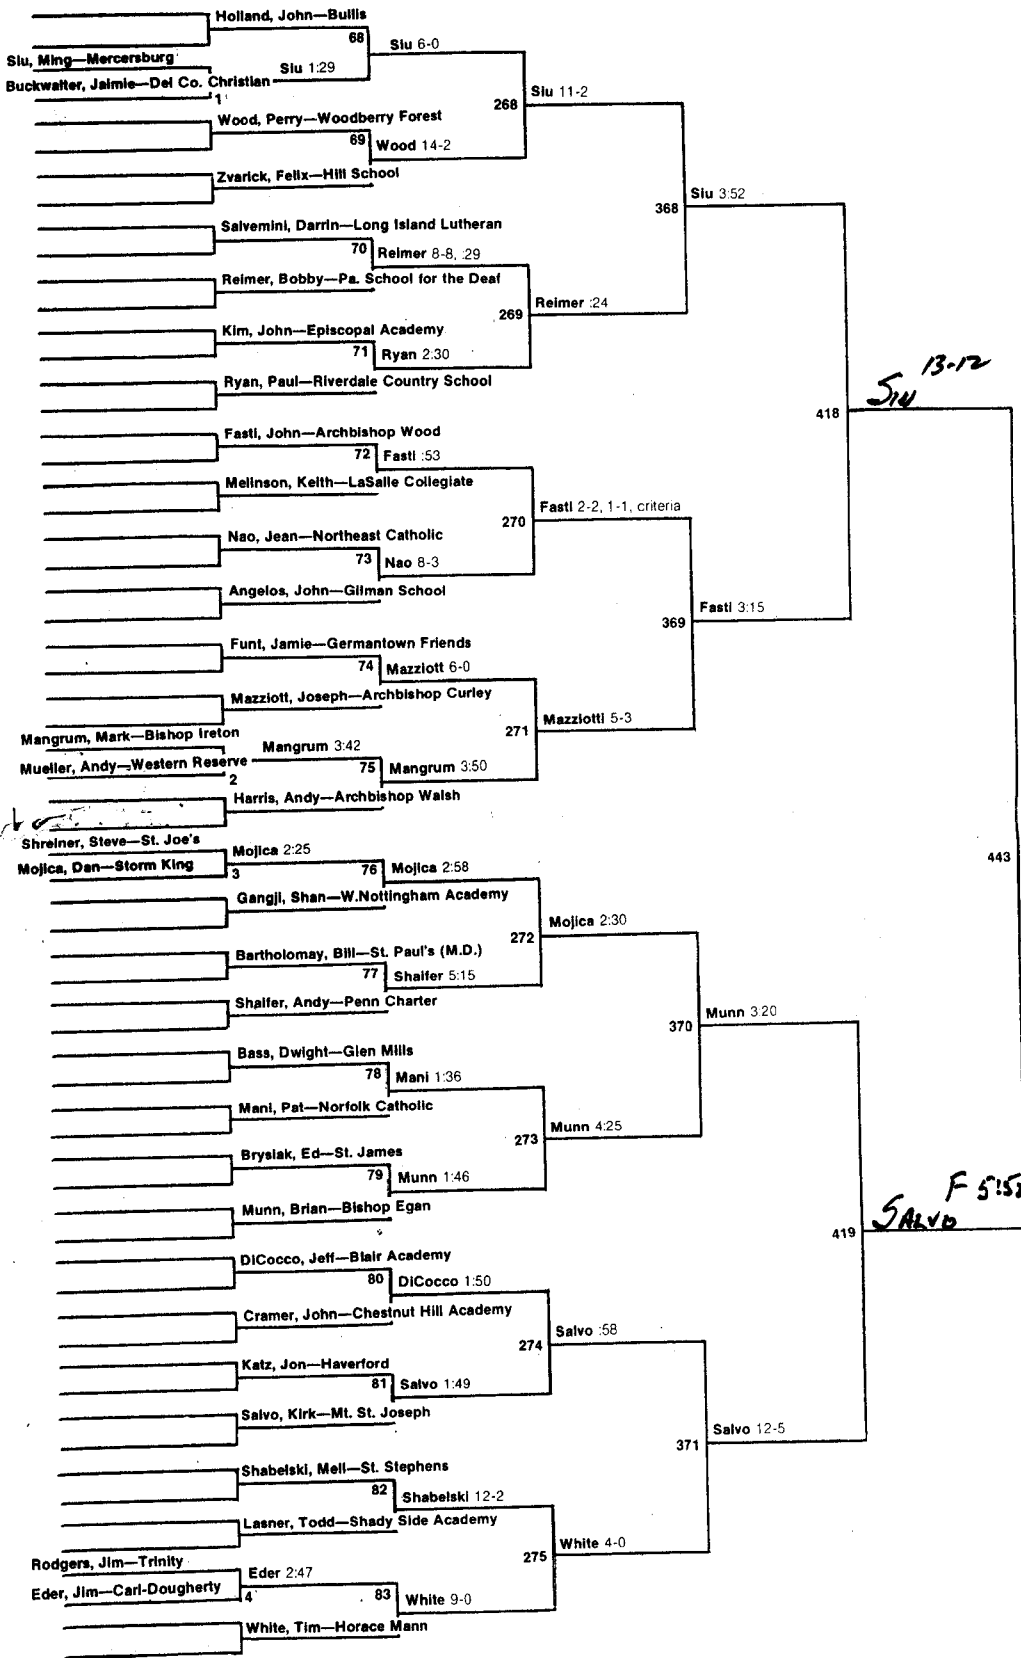 Holland, John—Bullis
68
Siu 6-0
Siu, Ming—Mercersburg
Siu 1:29
Buckwalter, Jaimie—Del Co. Christian
1
Siu 11-2
268
Wood, Perry—Woodberry Forest
69
Wood 14-2
Zvarick, Felix—Hill School
Siu 3:52
368
Salvemini, Darrin—Long Island Lutheran
70
Reimer 8-8, :29
Reimer, Bobby—Pa. School for the Deaf
Reimer :24
269
Kim, John—Episcopal Academy
71
Ryan 2:30
Ryan, Paul—Riverdale Country School
Siu 13-12
418
Fasti, John—Archbishop Wood
72
Fasti :53
Melinson, Keith—LaSalle Collegiate
Fasti 2-2, 1-1, criteria
270
Nao, Jean—Northeast Catholic
73
Nao 8-3
Angelos, John—Gilman School
Fasti 3:15
369
Funt, Jamie—Germantown Friends
74
Mazziott 6-0
Mazziott, Joseph—Archbishop Curley
Mazziotti 5-3
271
Mangrum, Mark—Bishop Ireton
Mangrum 3:42
Mueller, Andy—Western Reserve
2
75
Mangrum 3:50
Harris, Andy—Archbishop Walsh
Shreiner, Steve—St. Joe's
Mojica 2:25
443
Mojica, Dan—Storm King
3
76
Mojica 2:58
Gangji, Shan—W.Nottingham Academy
Mojica 2:30
272
Bartholomay, Bill—St. Paul's (M.D.)
77
Shaifer 5:15
Shaifer, Andy—Penn Charter
Munn 3:20
370
Bass, Dwight—Glen Mills
78
Mani 1:36
Mani, Pat—Norfolk Catholic
Munn 4:25
273
Brysiak, Ed—St. James
79
Munn 1:46
Munn, Brian—Bishop Egan
Salvo F
419
DiCocco, Jeff—Blair Academy
80
DiCocco 1:50
Cramer, John—Chestnut Hill Academy
Salvo :58
274
Katz, Jon—Haverford
81
Salvo 1:49
Salvo, Kirk—Mt. St. Joseph
Salvo 12-5
371
Shabelski, Mell—St. Stephens
82
Shabelski 12-2
Lasner, Todd—Shady Side Academy
White 4-0
275
Rodgers, Jim—Trinity
Eder 2:47
Eder, Jim—Carl-Dougherty
4
83
White 9-0
White, Tim—Horace Mann